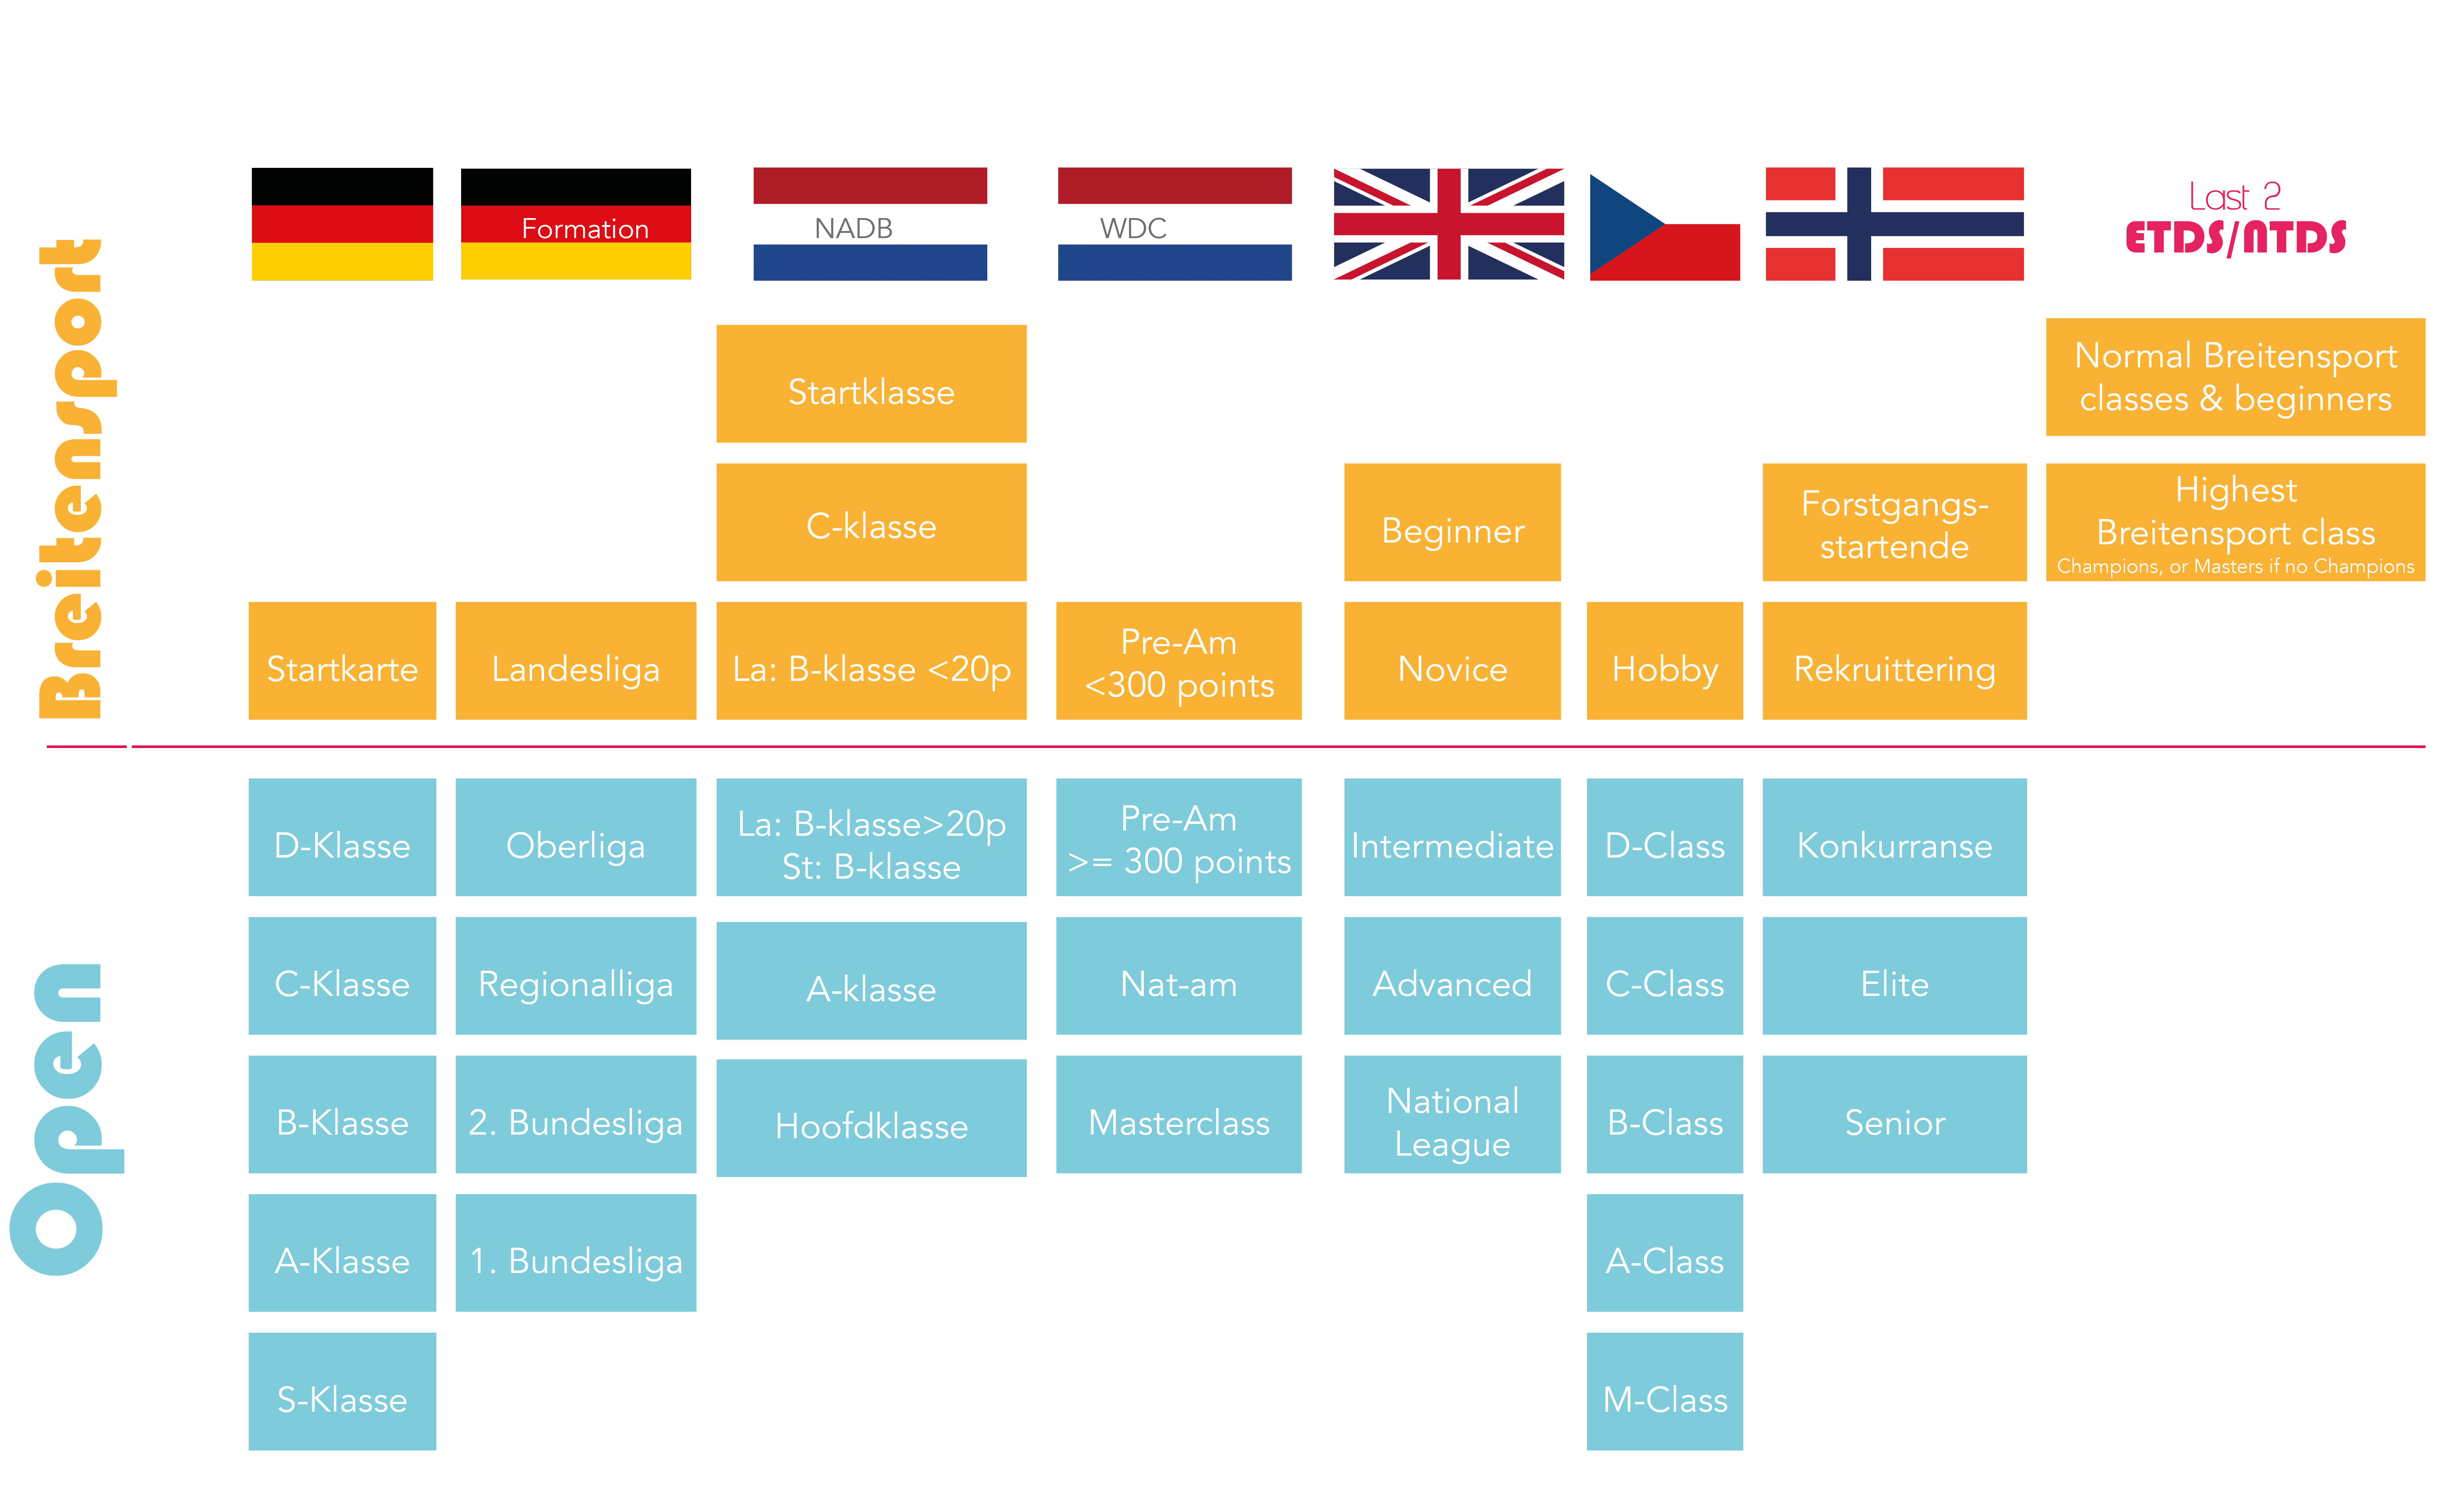 Breitensport
Open
Formation
NADB
WDC
Last 2
ETDS/NTDS
Startklasse
Normal Breitensport
classes & beginners
C-klasse
Beginner
Forstgangs-
startende
Highest
Breitensport class
Champions, or Masters if no Champions
Startkarte
Landesliga
La: B-klasse <20p
Pre-Am
<300 points
Novice
Hobby
Rekruittering
D-Klasse
Oberliga
La: B-klasse>20p
St: B-klasse
Pre-Am
>= 300 points
Intermediate
D-Class
Konkurranse
C-Klasse
Regionalliga
A-klasse
Nat-am
Advanced
C-Class
Elite
B-Klasse
2. Bundesliga
Hoofdklasse
Masterclass
National
League
B-Class
Senior
A-Klasse
1. Bundesliga
A-Class
S-Klasse
M-Class